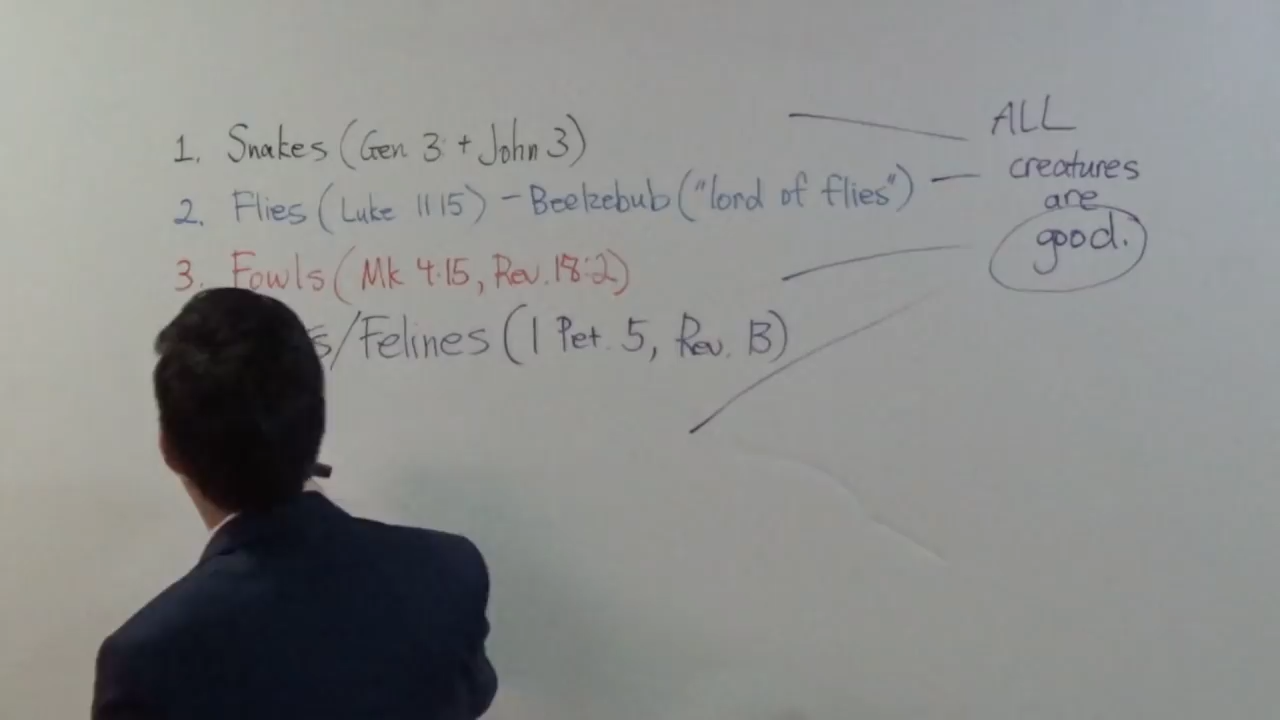 1. Snakes (Gen 3 + John 3)
2. Flies (Luke 11 15) - Beelzebub ("lord of flies")
3. Fowls (Mk 4:15, Rev. 18:2)
/Felines (1 Pet. 5, Rev. 13)
ALL
creatures
are
good.